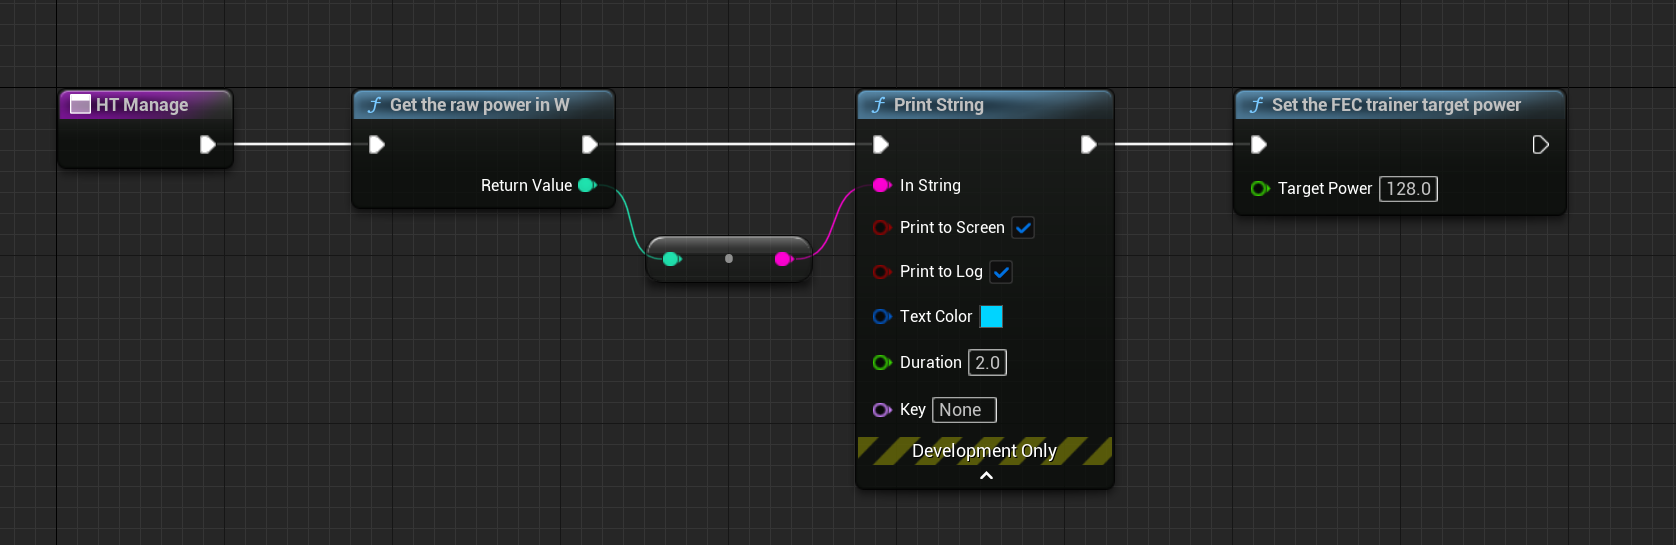 HT Manage
Get the raw power in W
Return Value
Print String
In String
Print to Screen
Print to Log
Text Color
Duration 2.0
Key None
Development Only
Set the FEC trainer target power
Target Power 128.0